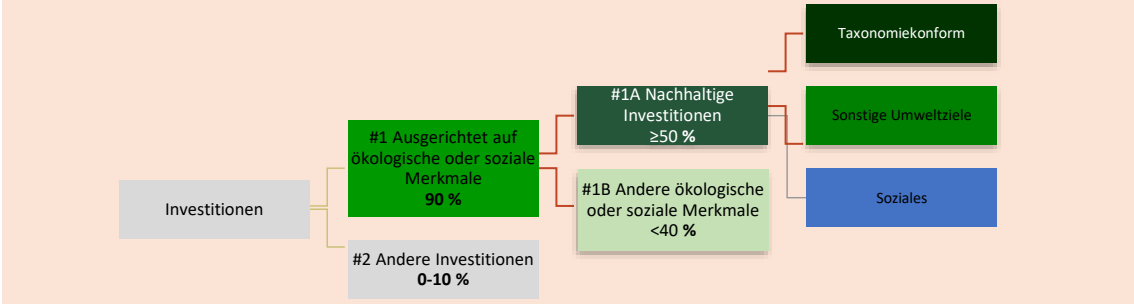 Investitionen
#1 Ausgerichtet auf
ökologische oder soziale
Merkmale
90 %
#2 Andere Investitionen
0-10 %
#1A Nachhaltige
Investitionen
≥50 %
#1B Andere ökologische
oder soziale Merkmale
<40 %
Taxonomiekonform
Sonstige Umweltziele
Soziales